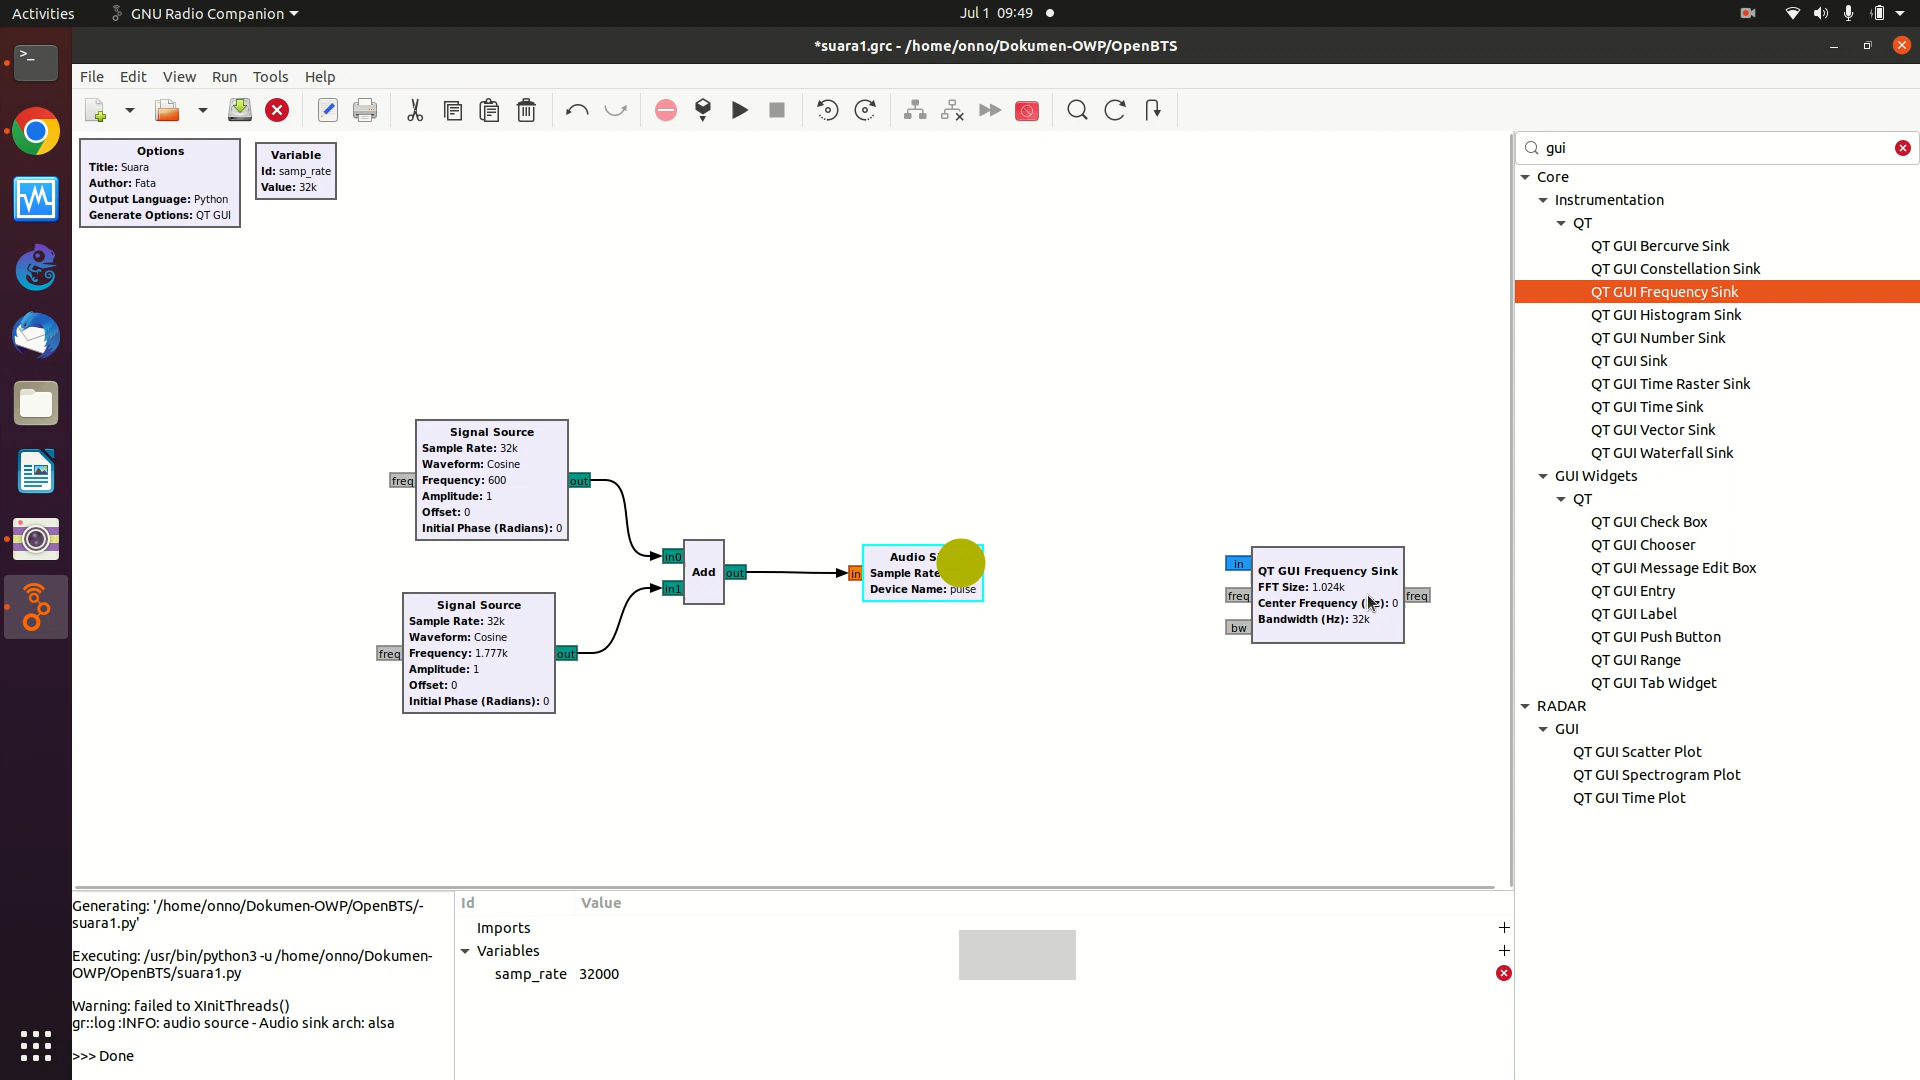 Activities
GNU Radio Companion
Jul 1 09:49
*suara1.grc - /home/onno/Dokumen-OWP/OpenBTS
File Edit View Run Tools Help
Options
Title: Suara
Author: Fata
Output Language: Python
Generate Options: QT GUI
Variable
Id: samp_rate
Value: 32k
Signal Source
Sample Rate: 32k
Waveform: Cosine
Frequency: 600
Amplitude: 1
Offset: 0
Initial Phase (Radians): 0
freq
out
Signal Source
Sample Rate: 32k
Waveform: Cosine
Frequency: 1.777k
Amplitude: 1
Offset: 0
Initial Phase (Radians): 0
freq
out
in0
in1
Add
out
in
Audio
Sample Rate
Device Name: pulse
in
freq
bw
QT GUI Frequency Sink
FFT Size: 1.024k
Center Frequency : 0
Bandwidth (Hz): 32k
freq
gui
Core
Instrumentation
QT
QT GUI Bercurve Sink
QT GUI Constellation Sink
QT GUI Frequency Sink
QT GUI Histogram Sink
QT GUI Number Sink
QT GUI Sink
QT GUI Time Raster Sink
QT GUI Time Sink
QT GUI Vector Sink
QT GUI Waterfall Sink
GUI Widgets
QT
QT GUI Check Box
QT GUI Chooser
QT GUI Message Edit Box
QT GUI Entry
QT GUI Label
QT GUI Push Button
QT GUI Range
QT GUI Tab Widget
RADAR
GUI
QT GUI Scatter Plot
QT GUI Spectrogram Plot
QT GUI Time Plot
Generating: '/home/onno/Dokumen-OWP/OpenBTS/-
suara1.py'
Executing: /usr/bin/python3 -u /home/onno/Dokumen-
OWP/OpenBTS/suara1.py
Warning: failed to XInitThreads()
gr::log :INFO: audio source - Audio sink arch: alsa
>>> Done
Id Value
Imports
Variables
samp_rate 32000